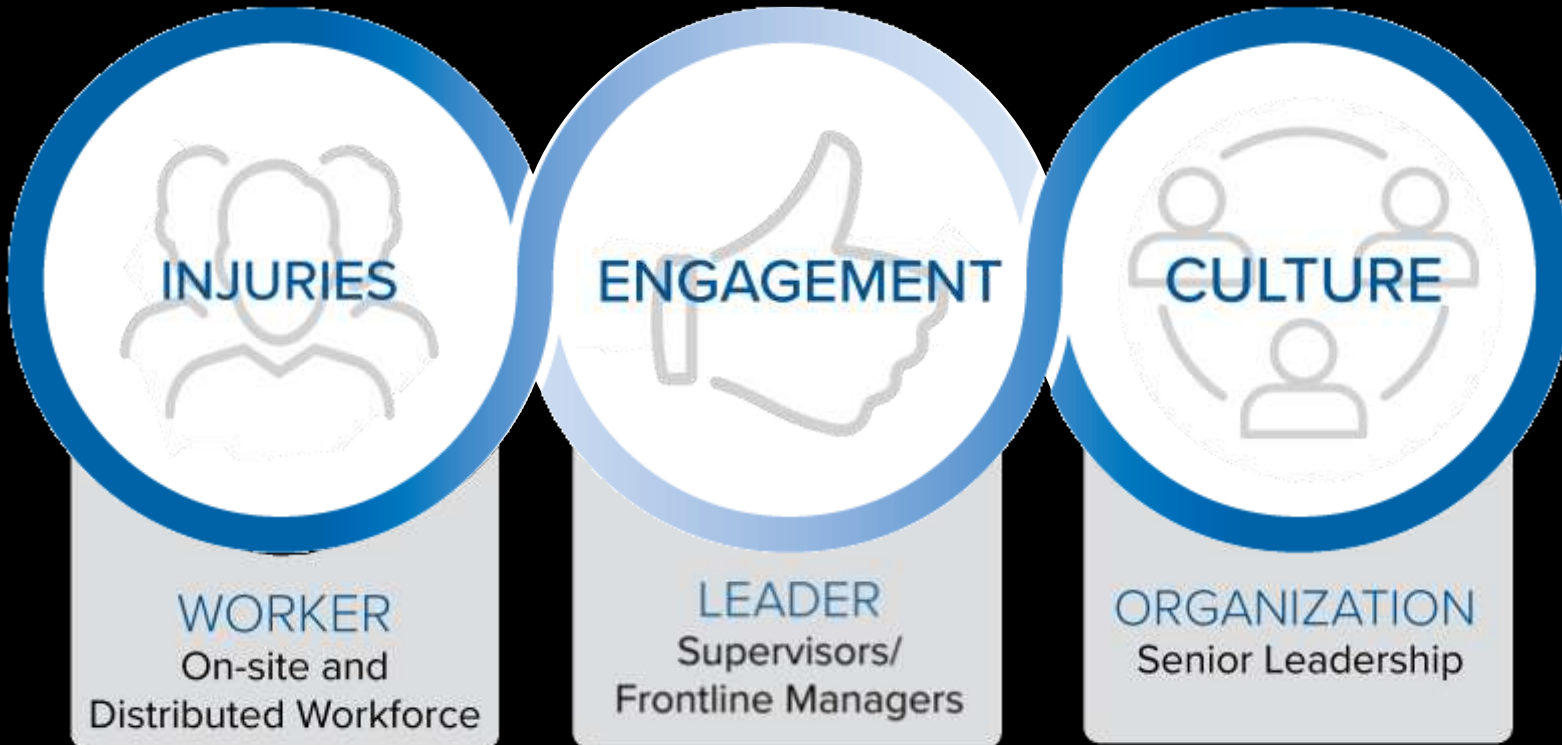 INJURIES
WORKER
On-site and
Distributed Workforce
ENGAGEMENT
LEADER
Supervisors/
Frontline Managers
CULTURE
ORGANIZATION
Senior Leadership